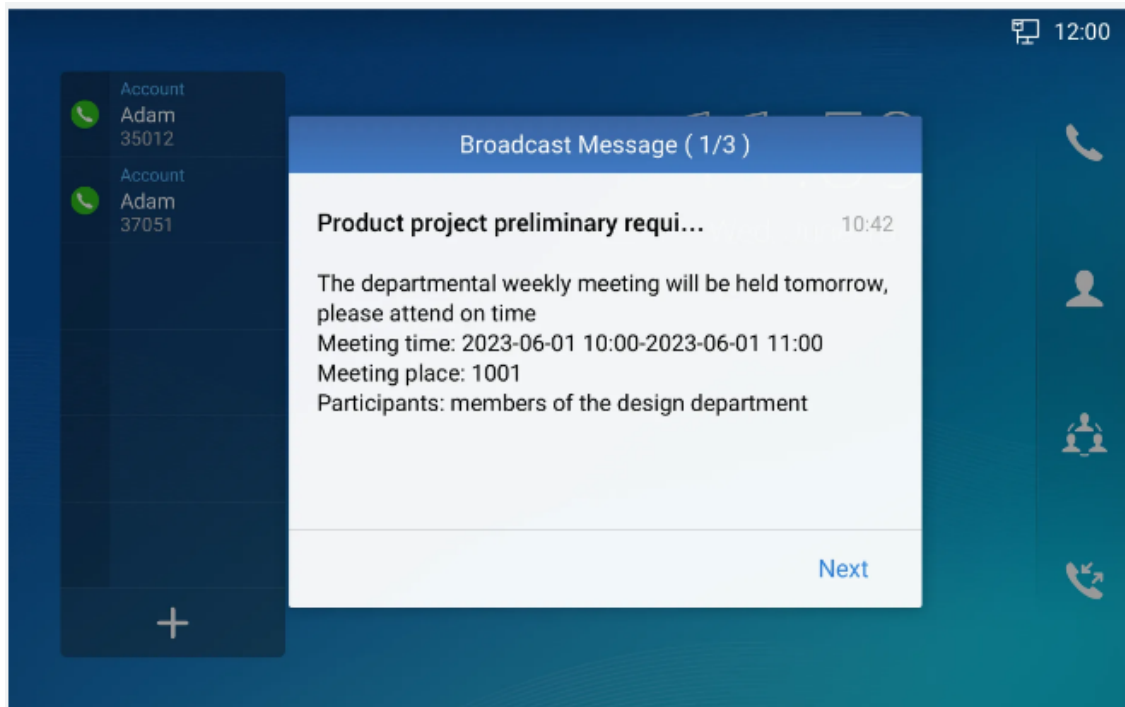 12:00
Account
Adam
35012
Account
Adam
37051
Broadcast Message ( 1/3 )
Product project preliminary requi...
10:42
The departmental weekly meeting will be held tomorrow,
please attend on time
Meeting time: 2023-06-01 10:00-2023-06-01 11:00
Meeting place: 1001
Participants: members of the design department
Next